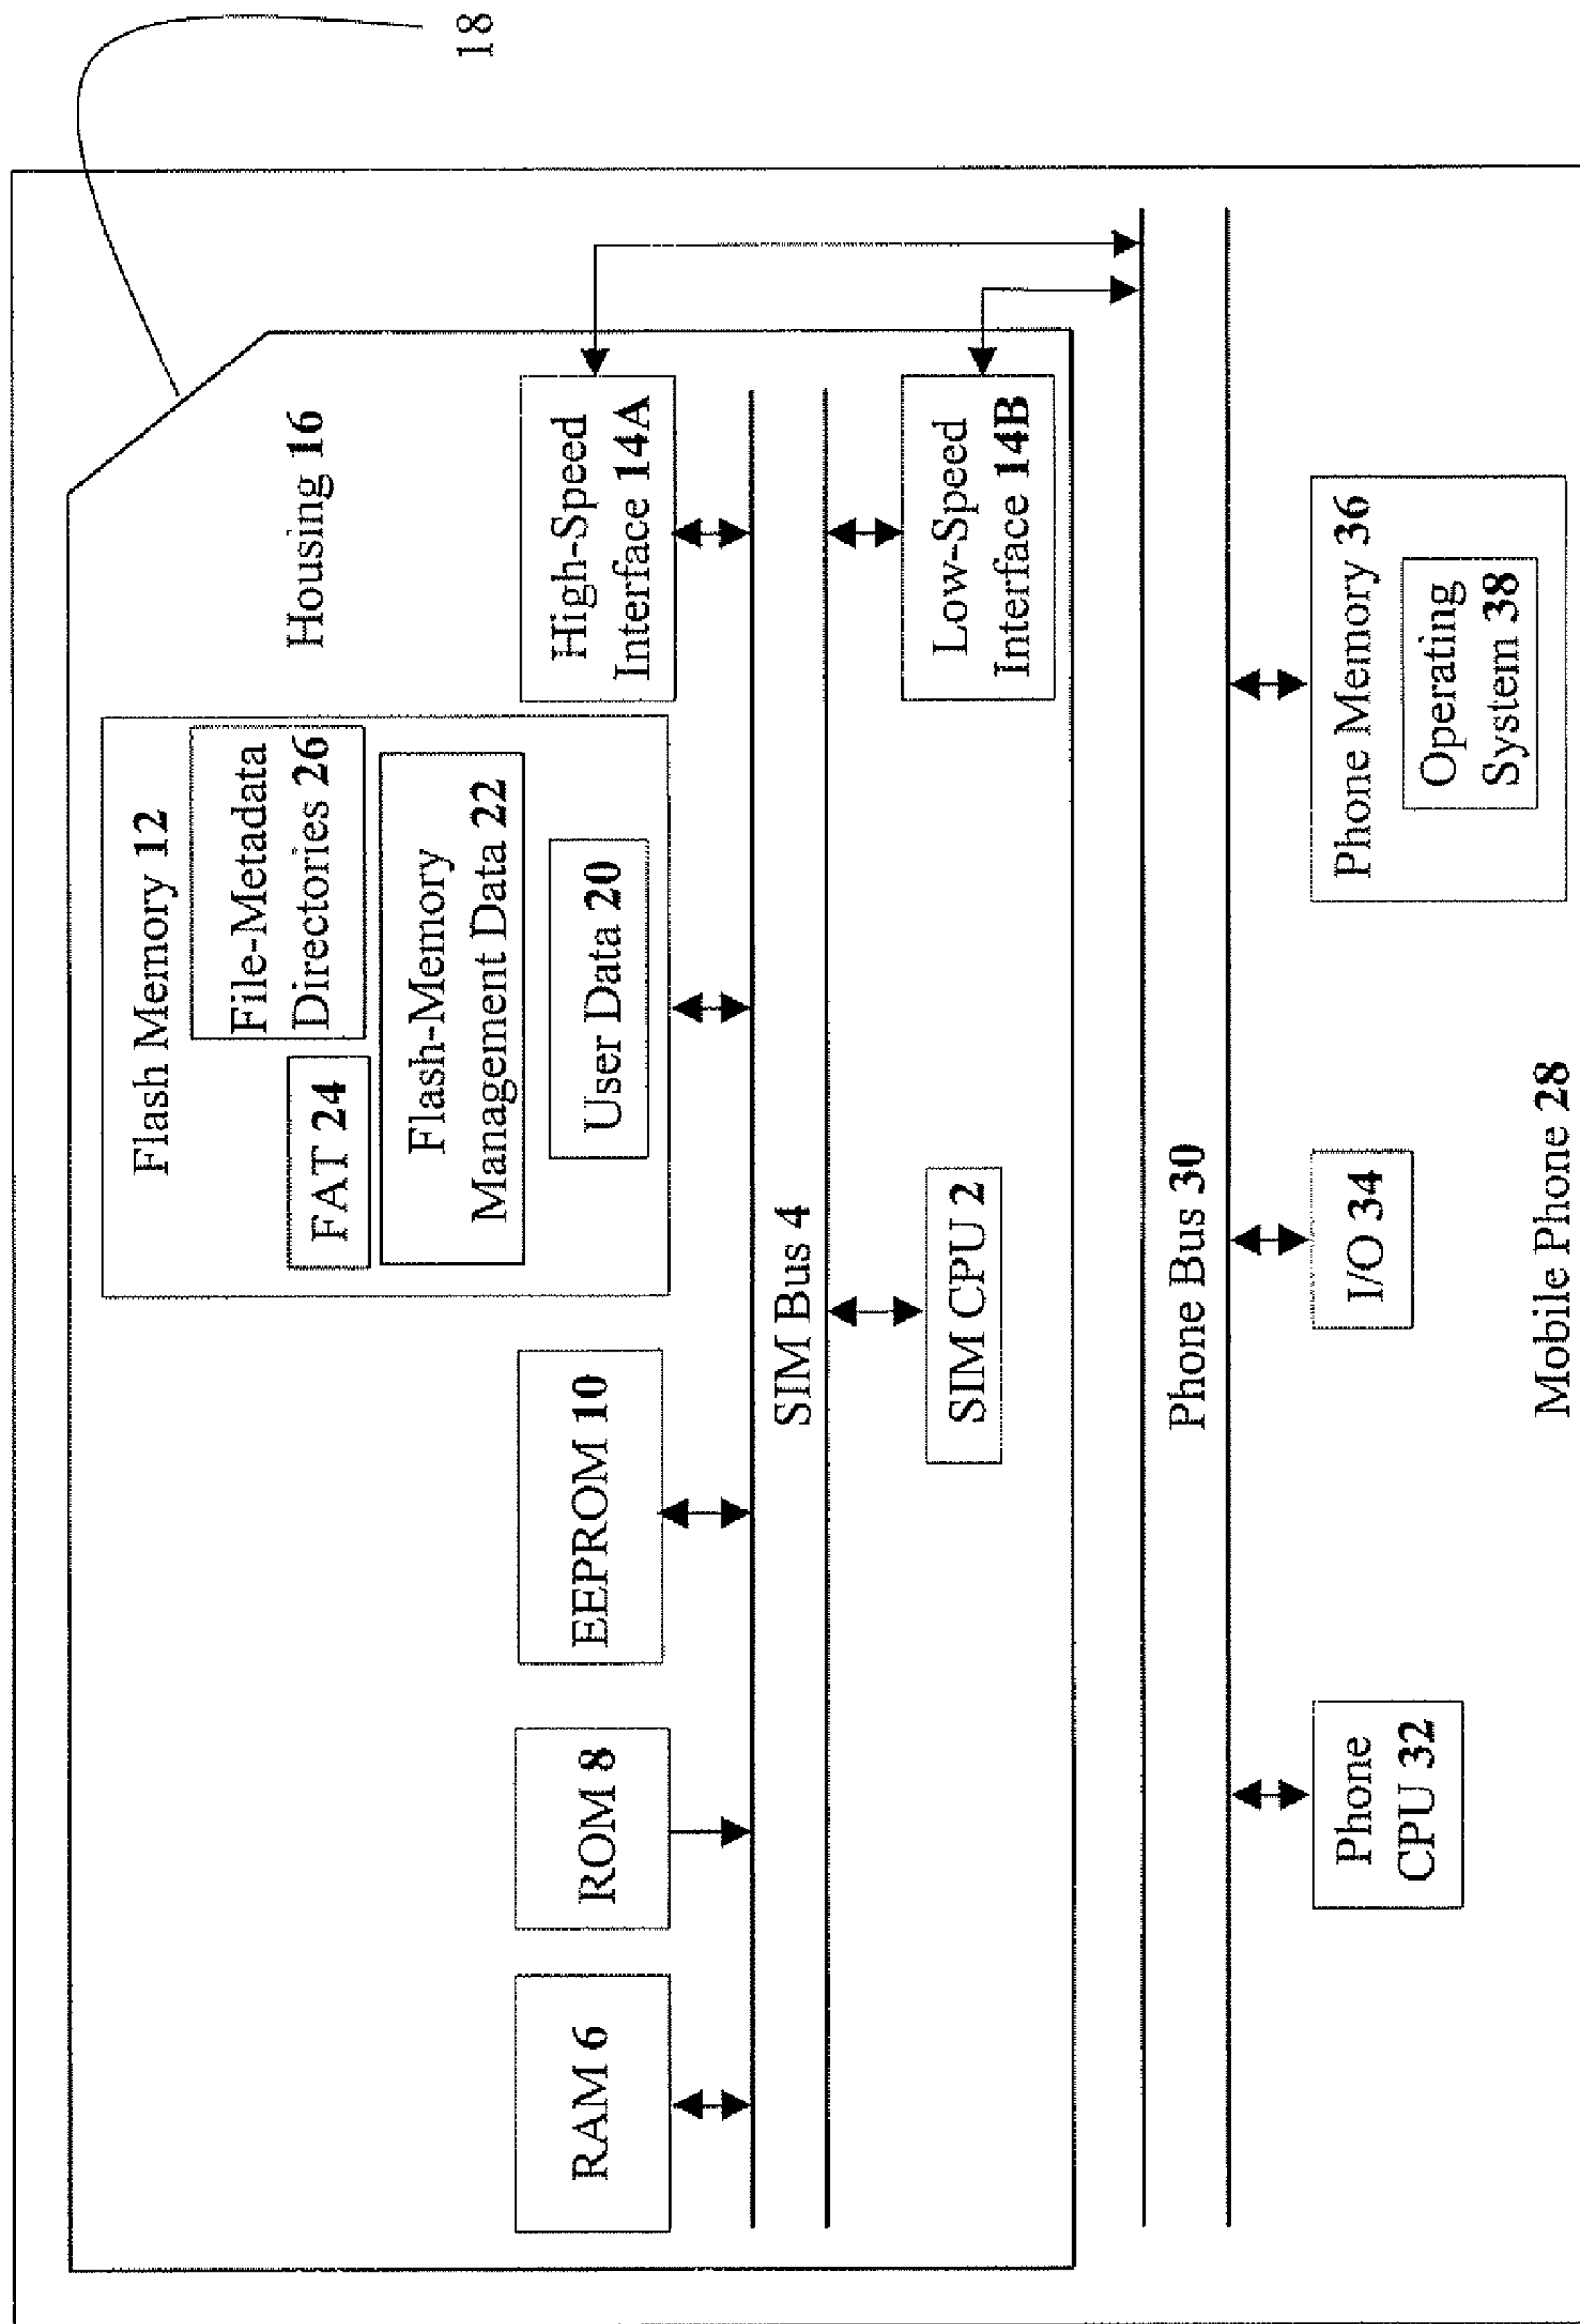 18
Flash Memory 12
File-Metadata
Directories 26
FAT 24
Flash-Memory
Management Data 22
User Data 20
Housing 16
RAM 6
ROM 8
EEPROM 10
High-Speed
Interface 14A
SIM Bus 4
SIM CPU 2
Low-Speed
Interface 14B
Phone Bus 30
Phone
CPU 32
I/O 34
Phone Memory 36
Operating
System 38
Mobile Phone 28